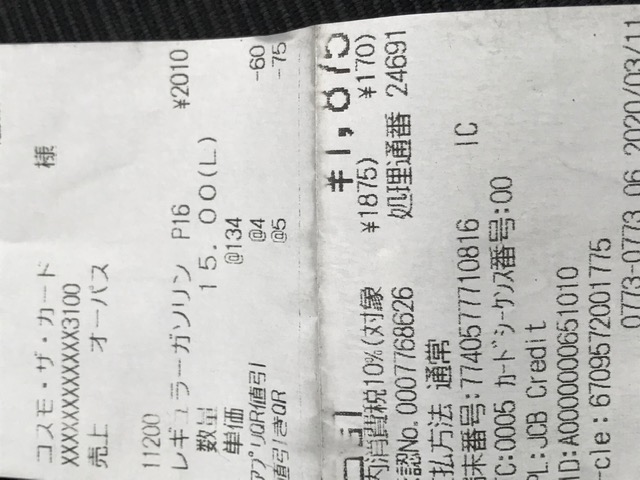 コスモ・ザ・カード 様
XXXXXXXXXXXX3100
売上 オーパス
11200
レギュラーガソリン P16 ¥2010
数量 15.00(L)
単価 @134
アプリQR値引 @4 -60
値引きQR @5 -75
¥1,875
内消費税10%(対象 ¥1875) ¥170)
認No.0007768626 処理通番 24691
払方法 通常
末番号:7740577710816 IC
C:0005 カードシーケンス番号:00
PL:JCB Credit
ID:A0000000651010
-cle: 6709572001775
0773-0773 06 2020/03/11